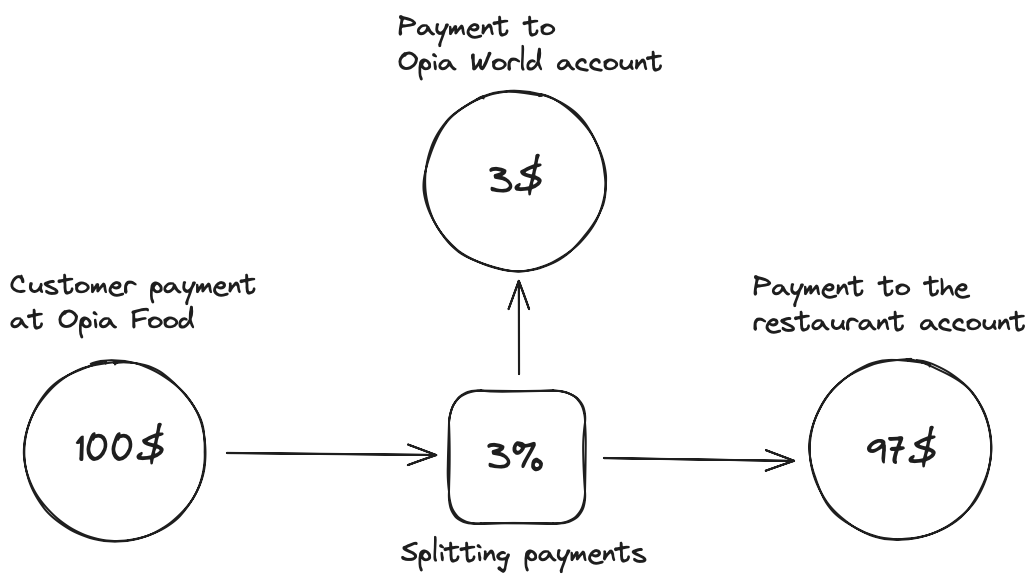 Payment to
Opia World account
3$
Customer payment
at Opia Food
100$
3%
Splitting payments
Payment to the
restaurant account
97$